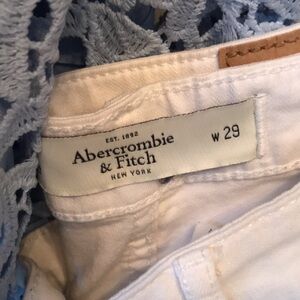 EST. 1892
Abercrombie
& Fitch
NEW YORK
W 29